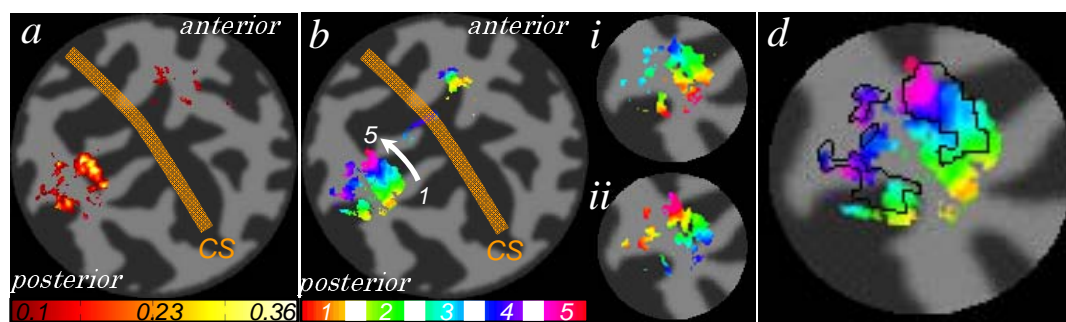 a
anterior
CS
posterior
0.1 0.23 0.36
b
anterior
5
1
CS
posterior
1 2 3 4 5
i
ii
d